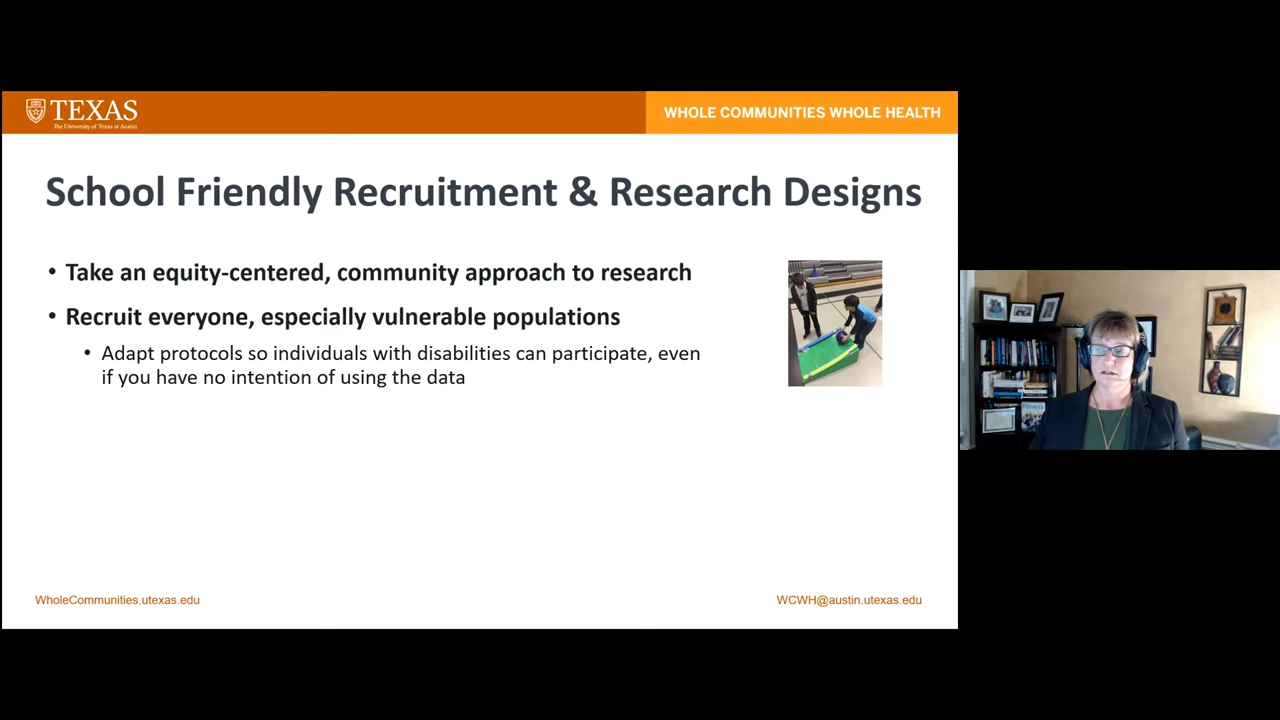 TEXAS
The University of Texas at Austin
WHOLE COMMUNITIES WHOLE HEALTH
School Friendly Recruitment & Research Designs
• Take an equity-centered, community approach to research
• Recruit everyone, especially vulnerable populations
• Adapt protocols so individuals with disabilities can participate, even
if you have no intention of using the data
WholeCommunities.utexas.edu
WCWH@austin.utexas.edu